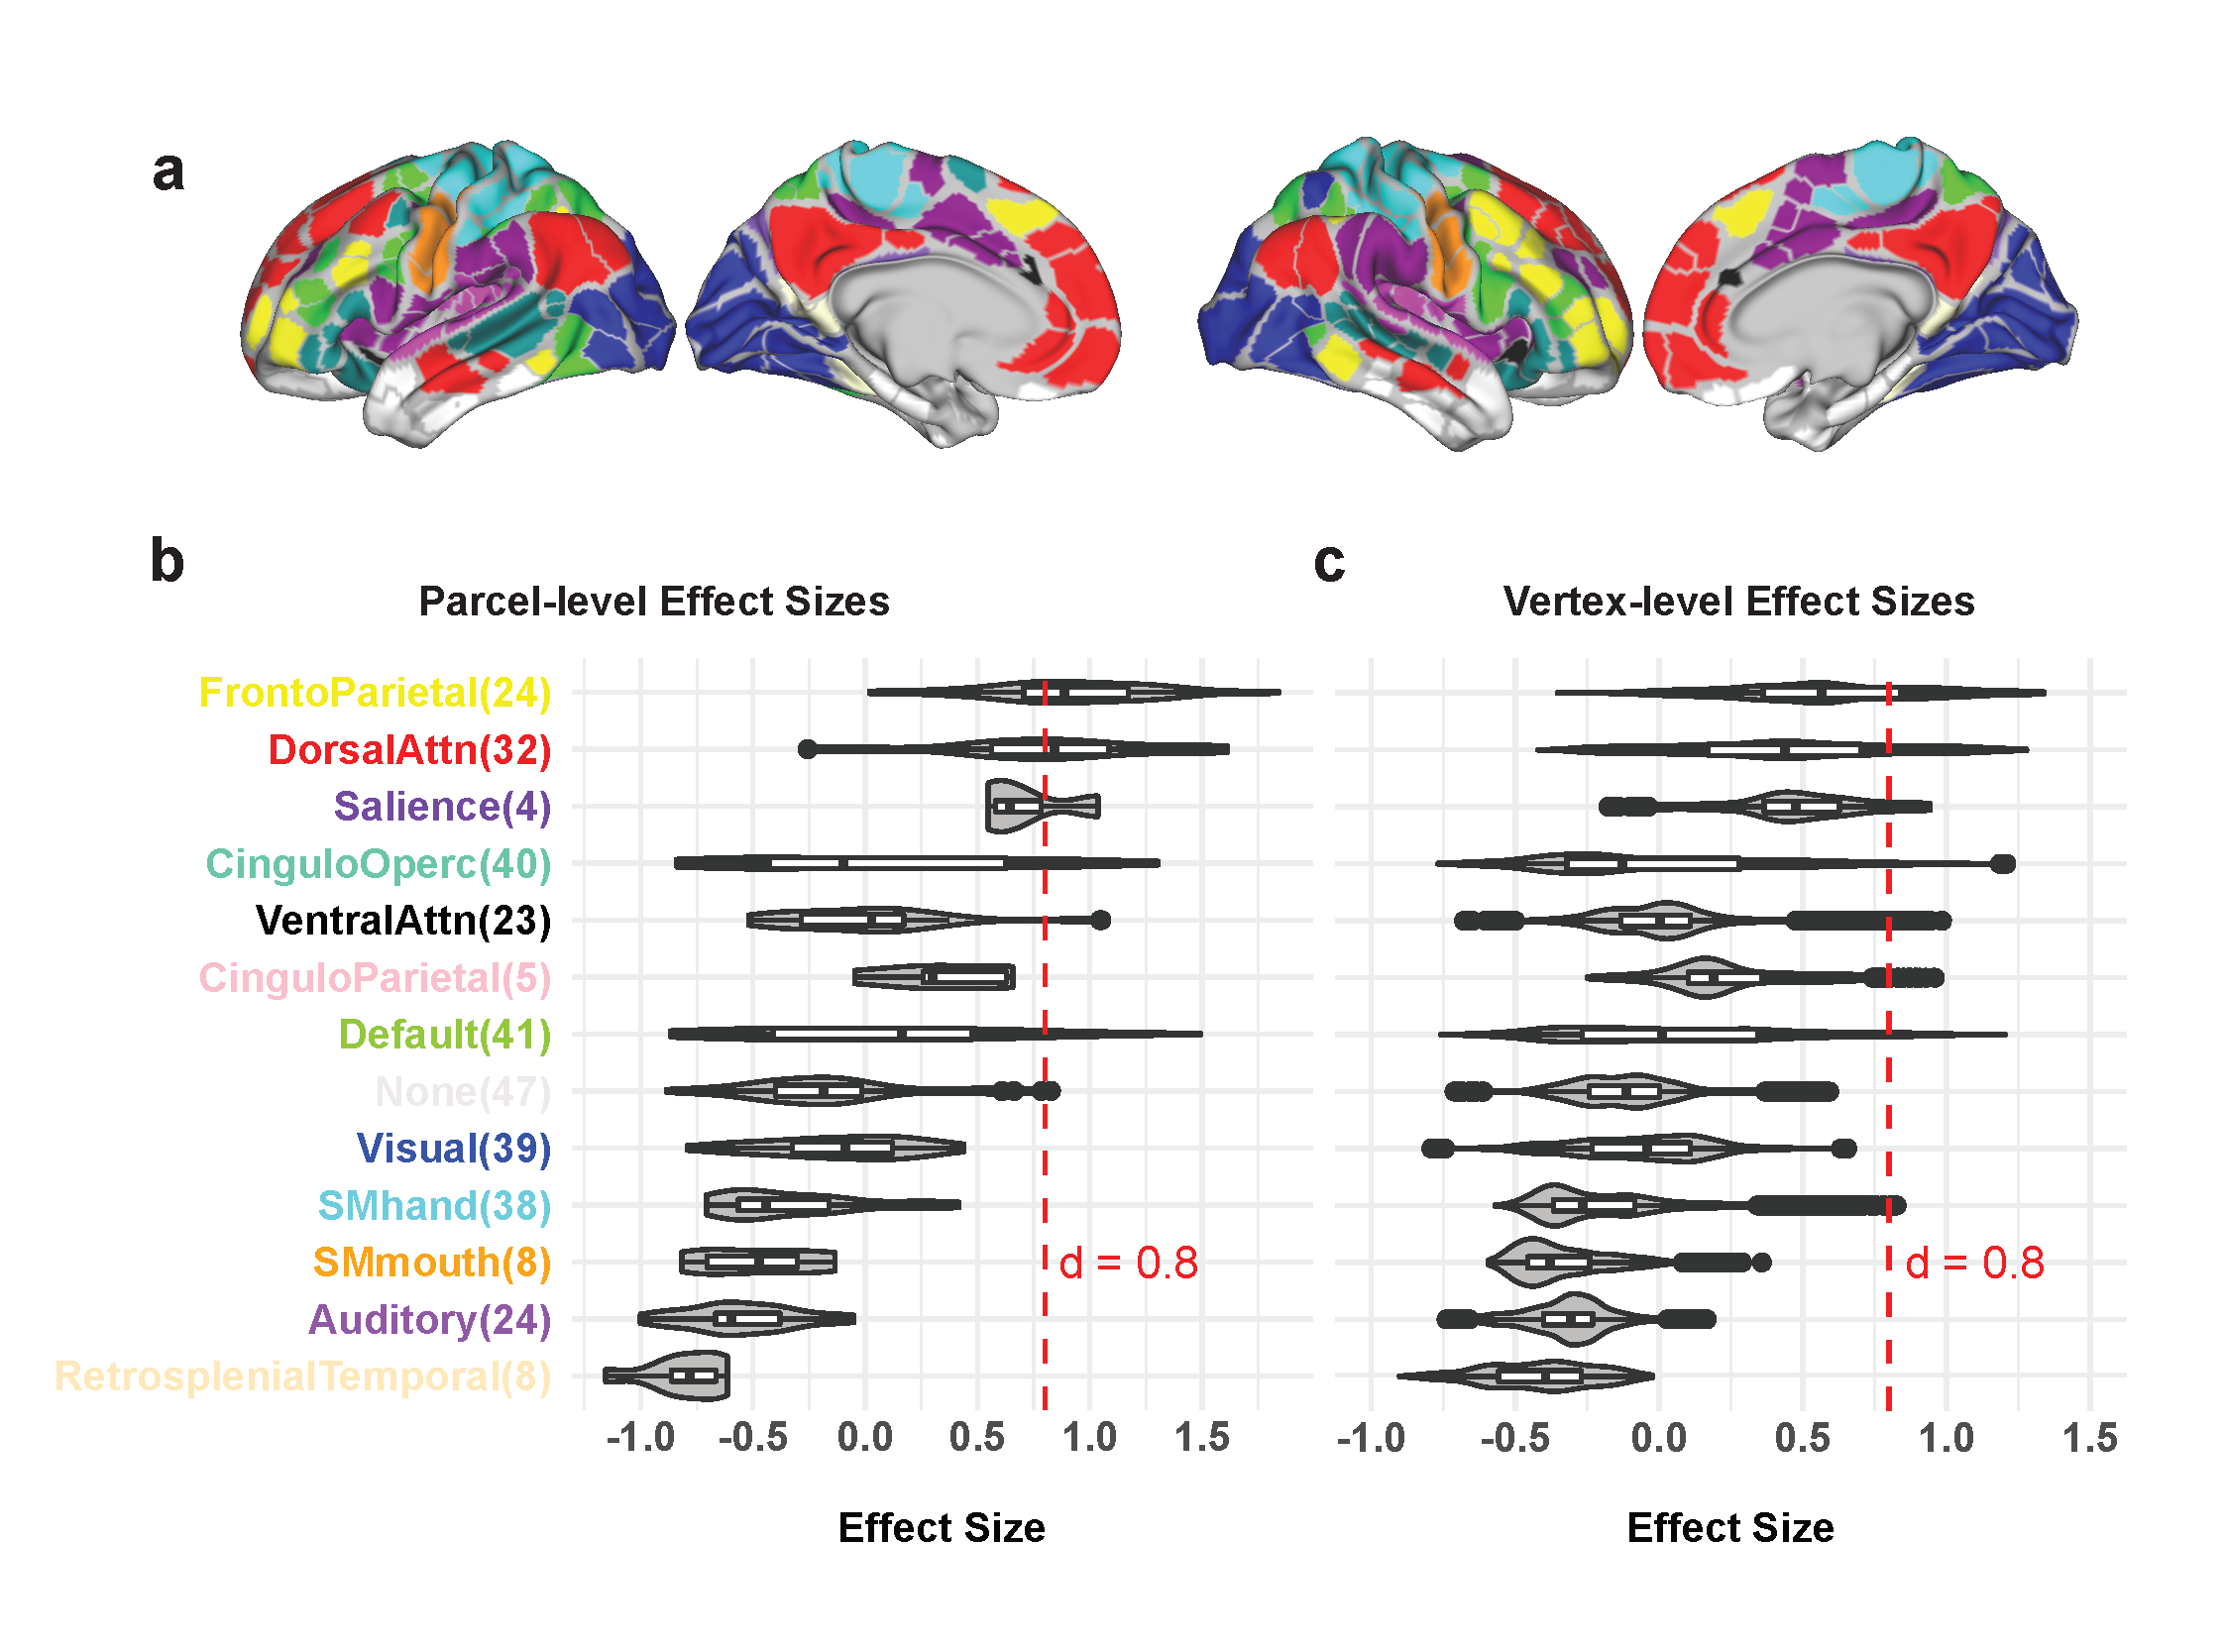 a
b
c
Parcel-level Effect Sizes
Vertex-level Effect Sizes
FrontoParietal(24)
DorsalAttn(32)
Salience(4)
CinguloOperc(40)
VentralAttn(23)
CinguloParietal(5)
Default(41)
None(47)
Visual(39)
SMhand(38)
SMmouth(8)
d = 0.8
d = 0.8
Auditory(24)
RetrosplenialTemporal(8)
-1.0 -0.5 0.0 0.5 1.0 1.5
-1.0 -0.5 0.0 0.5 1.0 1.5
Effect Size
Effect Size